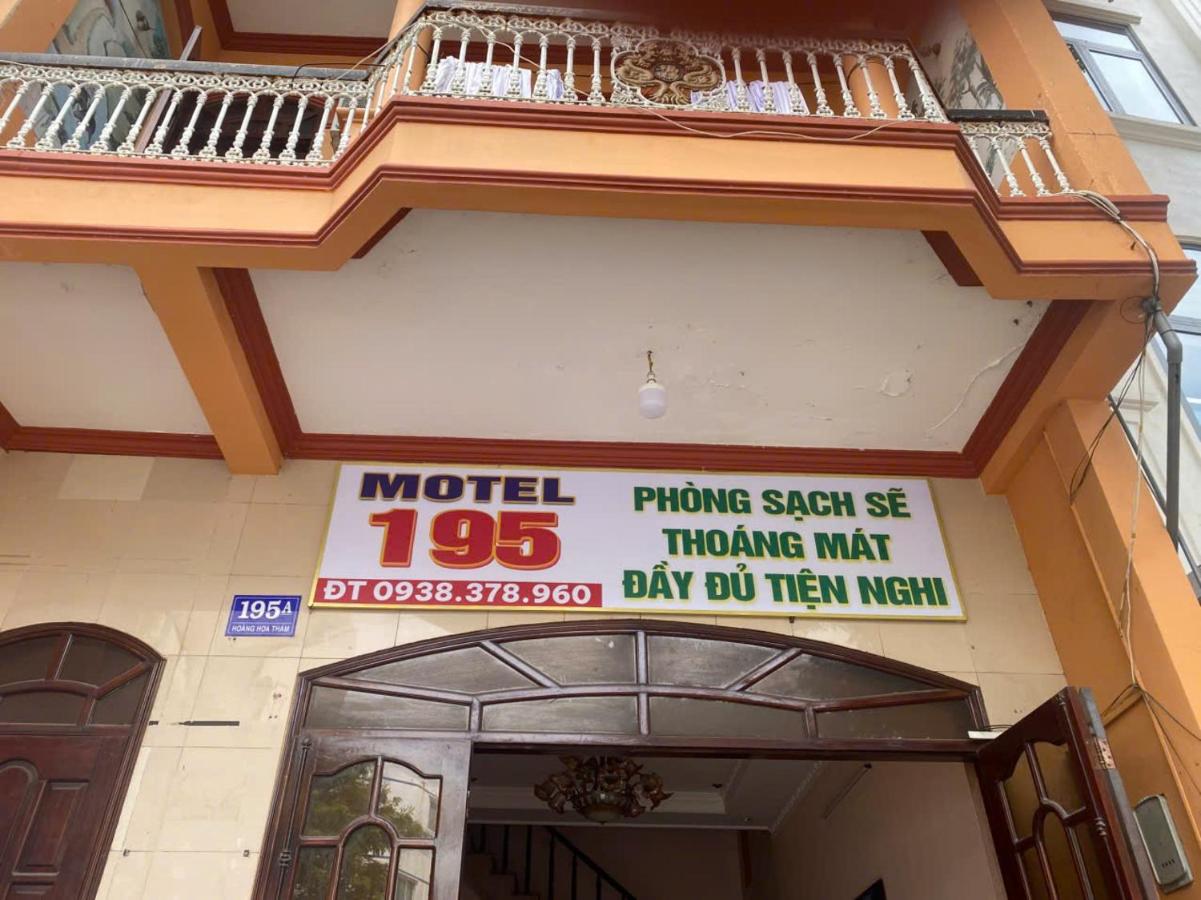 MOTEL
195
ĐT 0938.378.960
PHÒNG SẠCH SẼ
THOÁNG MÁT
ĐẦY ĐỦ TIỆN NGHI
195A
HOÀNG HOA THÁM